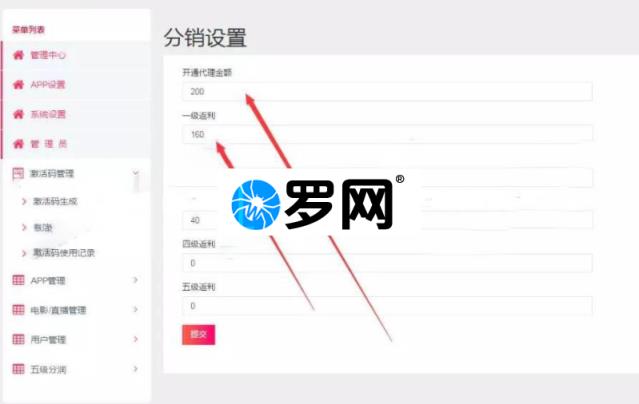 菜单列表
管理中心
APP设置
系统设置
管 理 员
激活码管理
激活码生成
激活码使用记录
APP管理
电影/直播管理
用户管理
五级分润
分销设置
开通代理金额
200
一级返利
160
罗网®
40
四级返利
0
五级返利
0
提交